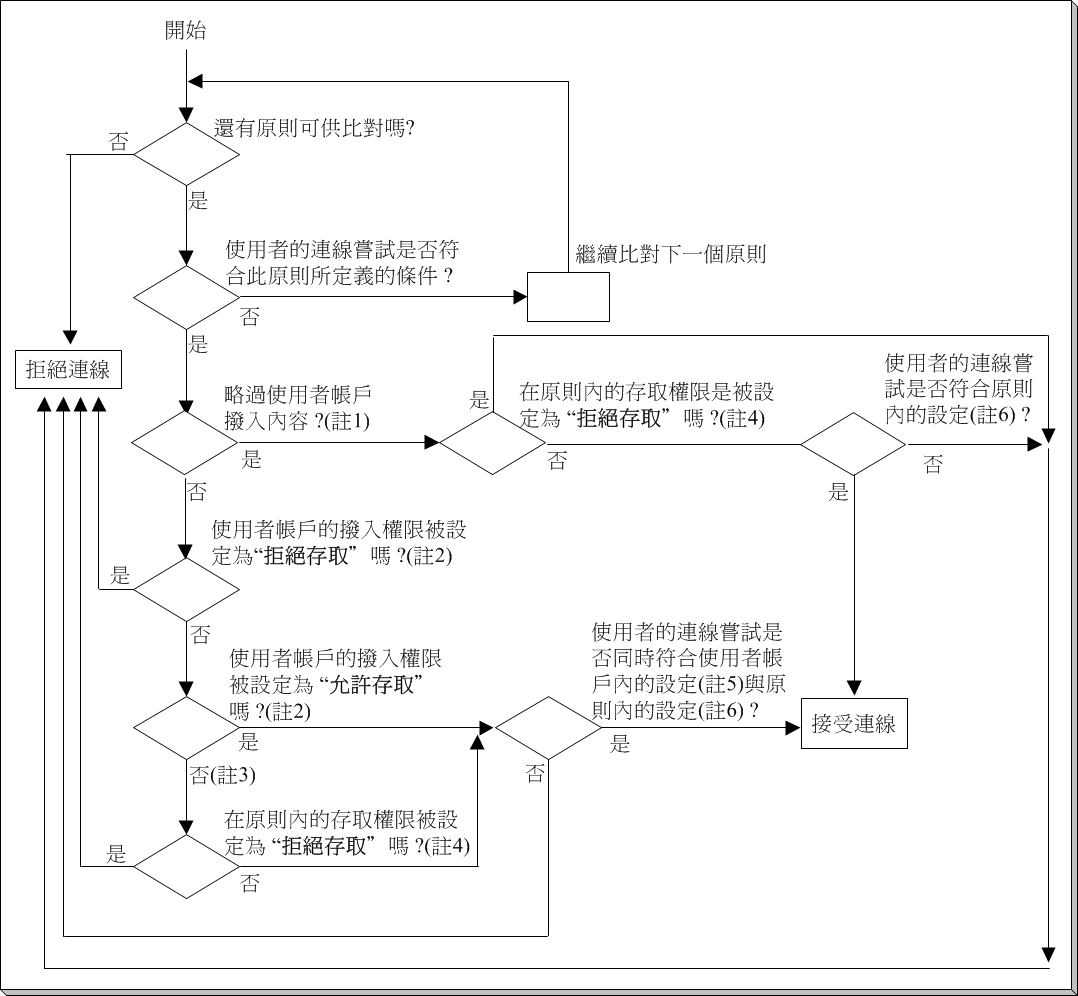 開始
還有原則可供比對嗎?
否
是
使用者的連線嘗試是否符
合此原則所定義的條件？
否
是
繼續比對下一個原則
拒絕連線
略過使用者帳戶
撥入內容？(註1)
是
否
在原則內的存取權限是被設
定為 “拒絕存取” 嗎？(註4)
是
否
使用者的連線嘗
試是否符合原則
內的設定(註6)？
否
是
使用者帳戶的撥入權限被設
定為“拒絕存取” 嗎？(註2)
是
否
使用者帳戶的撥入權限
被設定為 “允許存取”
嗎？(註2)
是
否(註3)
使用者的連線嘗試是
否同時符合使用者帳
戶內的設定(註5)與原
則內的設定(註6)？
是
否
接受連線
在原則內的存取權限被設
定為 “拒絕存取” 嗎？(註4)
是
否